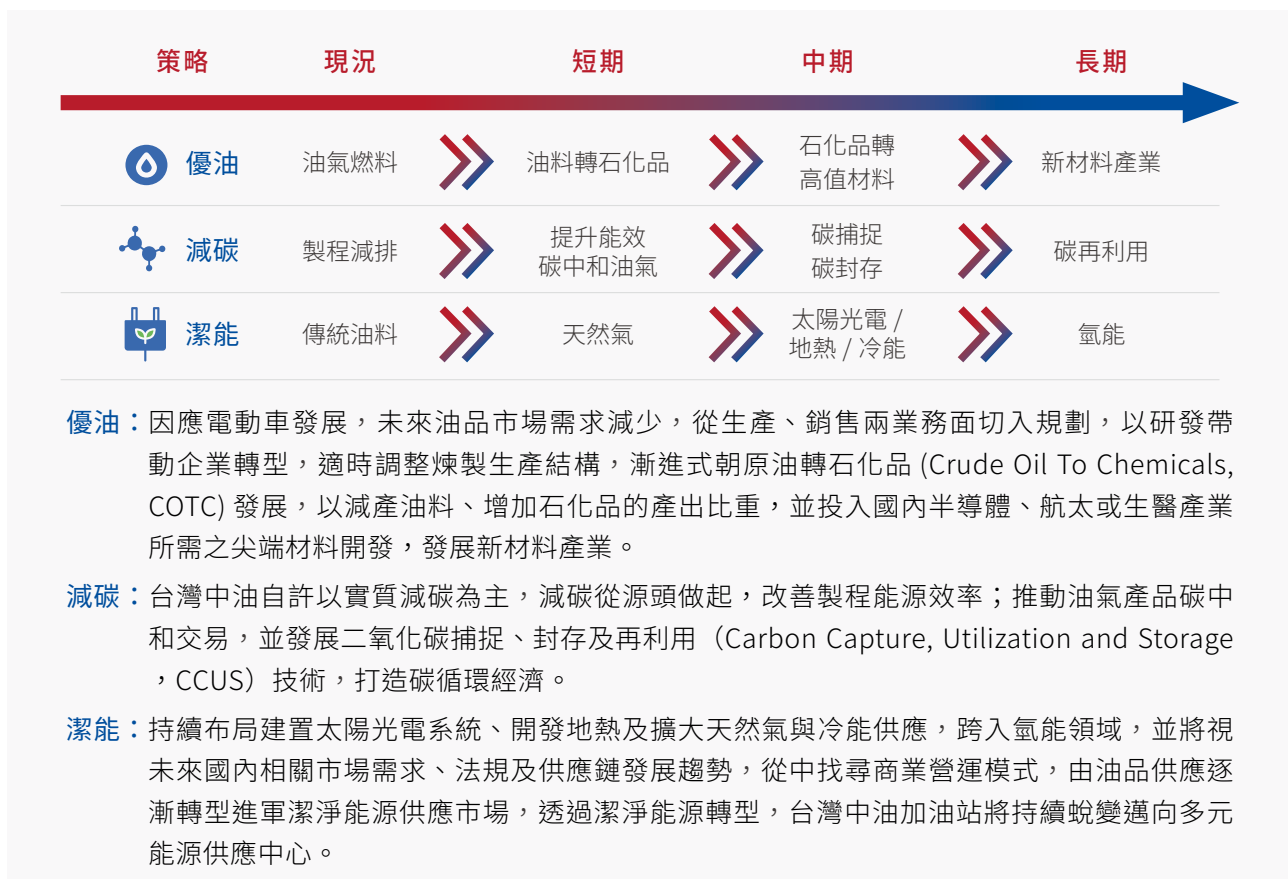 策略 現況 短期 中期 長期
優油 油氣燃料 油料轉石化品 石化品轉
高值材料 新材料產業
減碳 製程減排 提升能效
碳中和油氣 碳捕捉
碳封存 碳再利用
潔能 傳統油料 天然氣 太陽光電 /
地熱 / 冷能 氫能
優油：因應電動車發展，未來油品市場需求減少，從生產、銷售兩業務面切入規劃，以研發帶
動企業轉型，適時調整煉製生產結構，漸進式朝原油轉石化品 (Crude Oil To Chemicals,
COTC) 發展，以減產油料、增加石化品的產出比重，並投入國內半導體、航太或生醫產業
所需之尖端材料開發，發展新材料產業。
減碳：台灣中油自許以實質減碳為主，減碳從源頭做起，改善製程能源效率；推動油氣產品碳中
和交易，並發展二氧化碳捕捉、封存及再利用（Carbon Capture, Utilization and Storage
，CCUS）技術，打造碳循環經濟。
潔能：持續布局建置太陽光電系統、開發地熱及擴大天然氣與冷能供應，跨入氫能領域，並將視
未來國內相關市場需求、法規及供應鏈發展趨勢，從中找尋商業營運模式，由油品供應逐
漸轉型進軍潔淨能源供應市場，透過潔淨能源轉型，台灣中油加油站將持續蛻變邁向多元
能源供應中心。